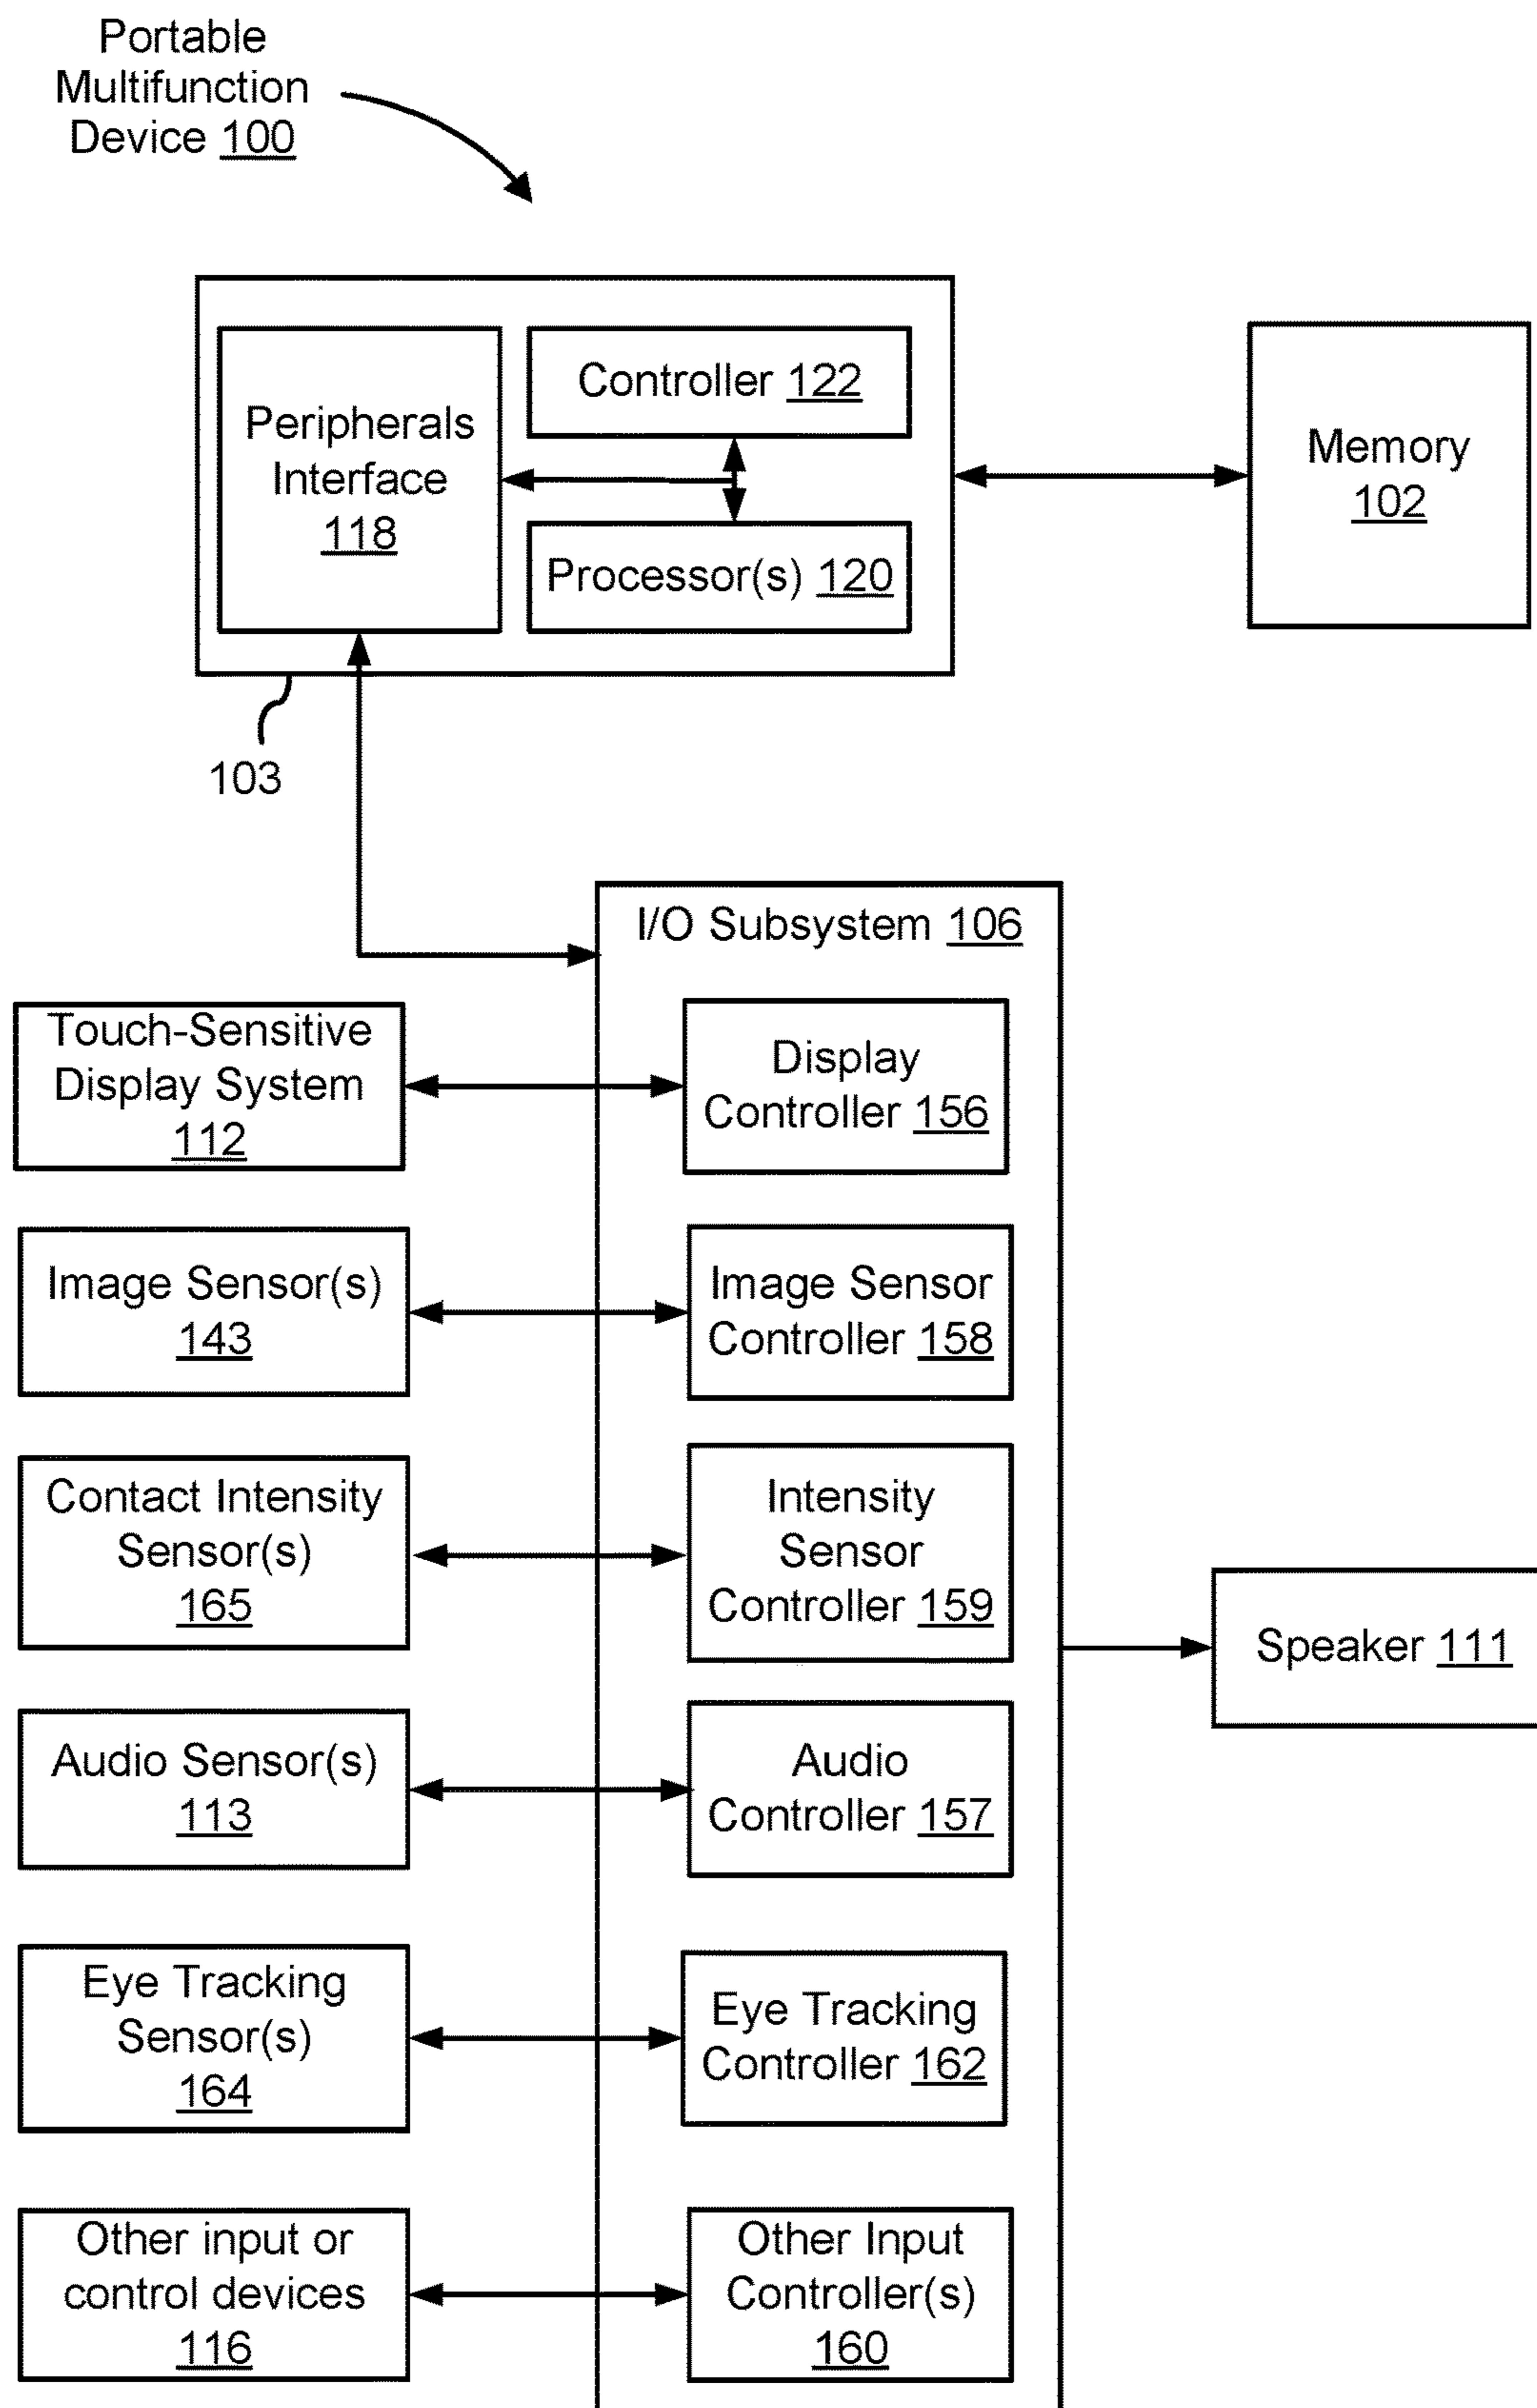 Portable
Multifunction
Device 100
Peripherals
Interface
118
Controller 122
Processor(s) 120
Memory
102
103
I/O Subsystem 106
Touch-Sensitive
Display System
112
Display
Controller 156
Image Sensor(s)
143
Image Sensor
Controller 158
Contact Intensity
Sensor(s)
165
Intensity
Sensor
Controller 159
Speaker 111
Audio Sensor(s)
113
Audio
Controller 157
Eye Tracking
Sensor(s)
164
Eye Tracking
Controller 162
Other input or
control devices
116
Other Input
Controller(s)
160